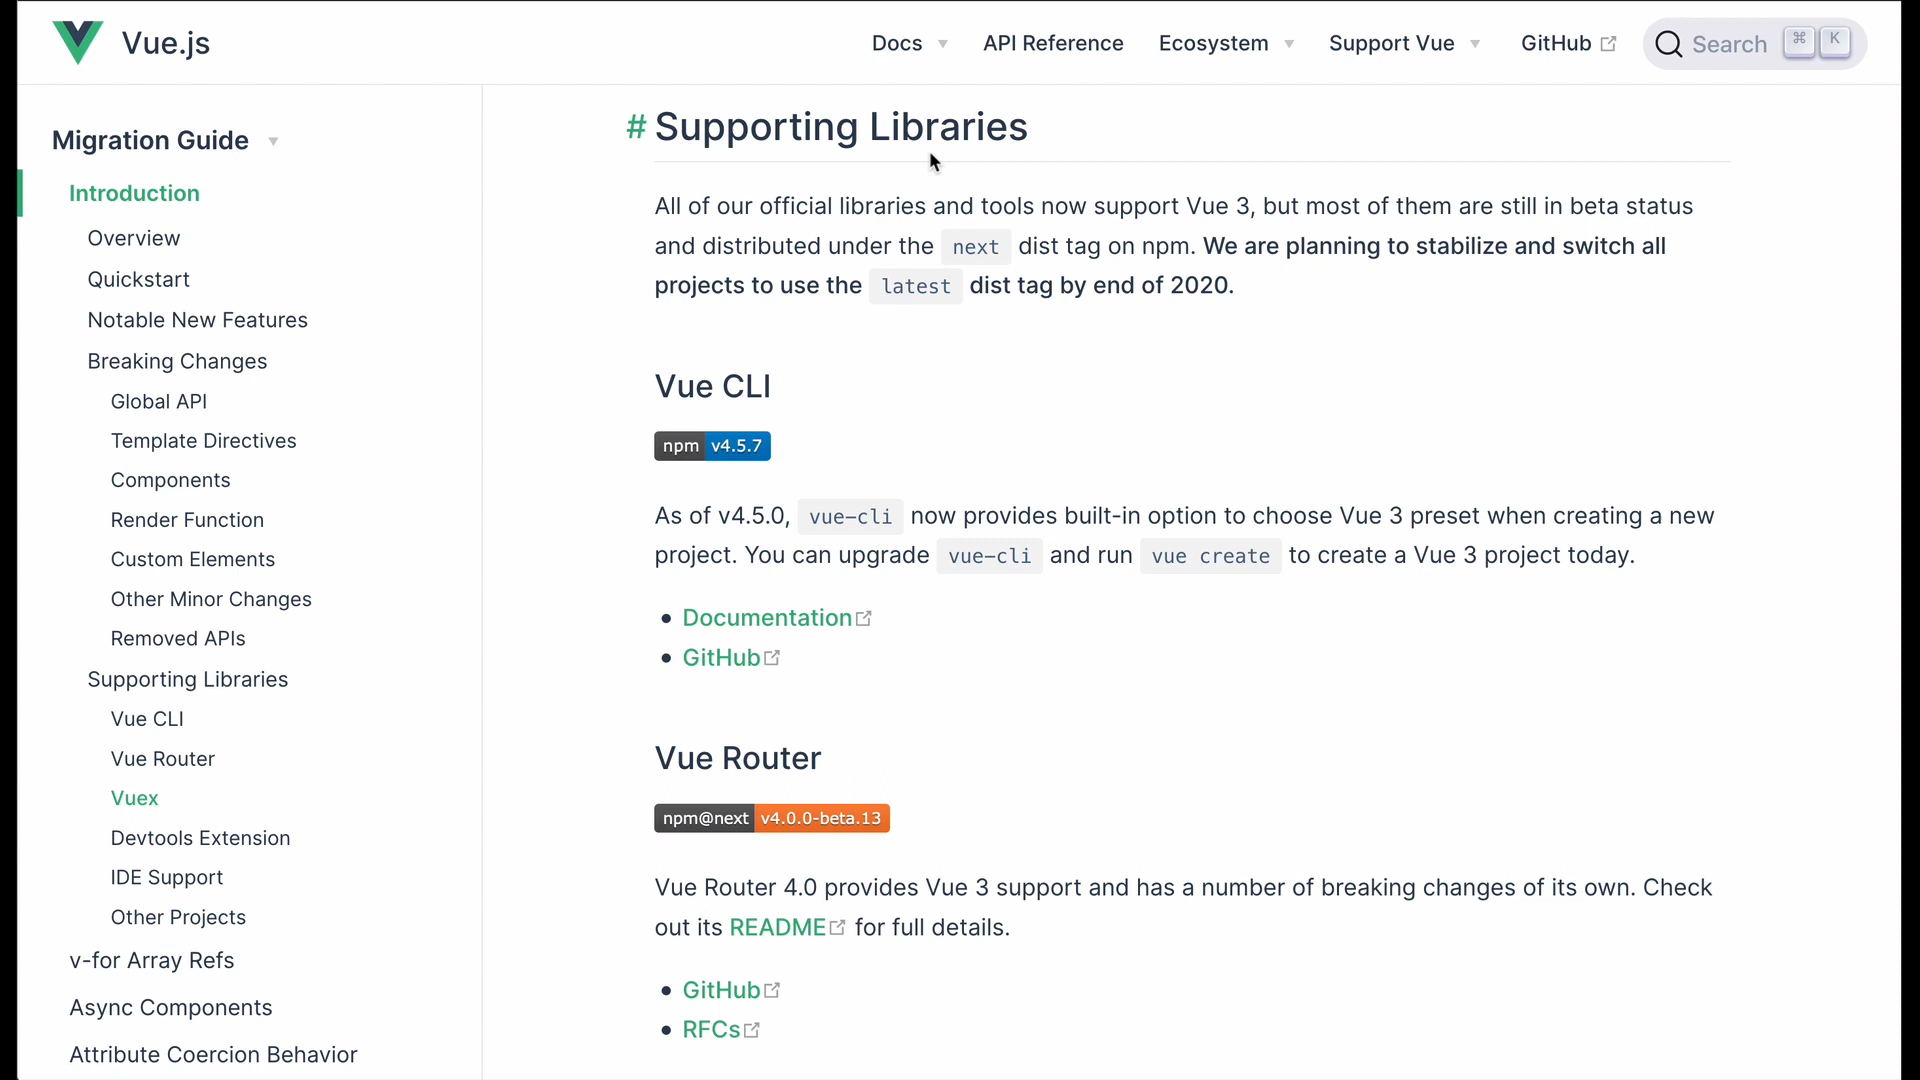 Vue.js
Docs
API Reference
Ecosystem
Support Vue
GitHub
Search
⌘ K
Migration Guide
Introduction
Overview
Quickstart
Notable New Features
Breaking Changes
Global API
Template Directives
Components
Render Function
Custom Elements
Other Minor Changes
Removed APIs
Supporting Libraries
Vue CLI
Vue Router
Vuex
Devtools Extension
IDE Support
Other Projects
v-for Array Refs
Async Components
Attribute Coercion Behavior
# Supporting Libraries
All of our official libraries and tools now support Vue 3, but most of them are still in beta status
and distributed under the next dist tag on npm. We are planning to stabilize and switch all
projects to use the latest dist tag by end of 2020.
Vue CLI
npm v4.5.7
As of v4.5.0, vue-cli now provides built-in option to choose Vue 3 preset when creating a new
project. You can upgrade vue-cli and run vue create to create a Vue 3 project today.
• Documentation
• GitHub
Vue Router
npm@next v4.0.0-beta.13
Vue Router 4.0 provides Vue 3 support and has a number of breaking changes of its own. Check
out its README for full details.
• GitHub
• RFCs